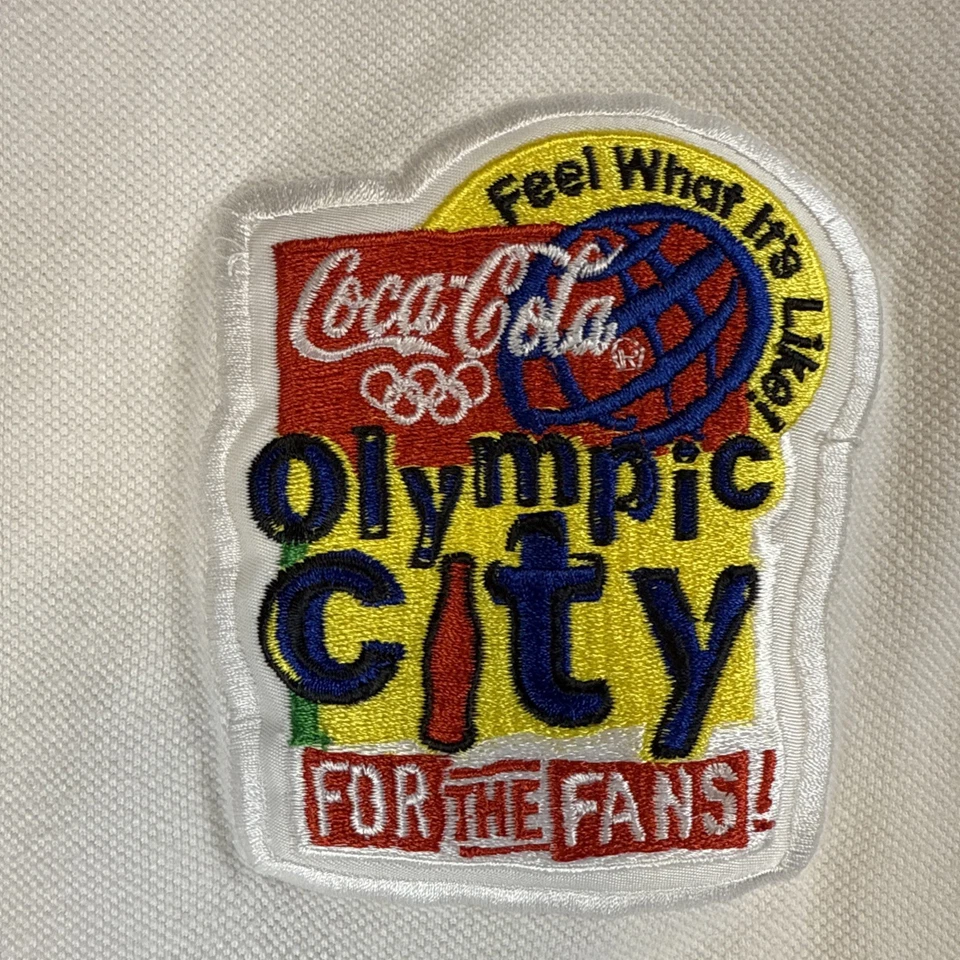 Feel What It's Like!
Coca-Cola
Olympic
City
FOR THE FANS!